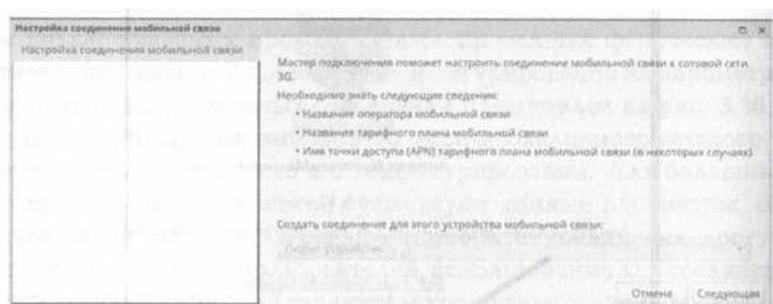 Настройка соединения мобильной связи
Настройка соединения мобильной связи
Мастер подключения поможет настроить соединение мобильной связи к сотовой сети
3G.
Необходимо знать следующие сведения:
• Название оператора мобильной связи
• Название тарифного плана мобильной связи
• Имя точки доступа (APN) тарифного плана мобильной связи (в некоторых случаях)
Создать соединение для этого устройства мобильной связи:
Отмена
Следующая